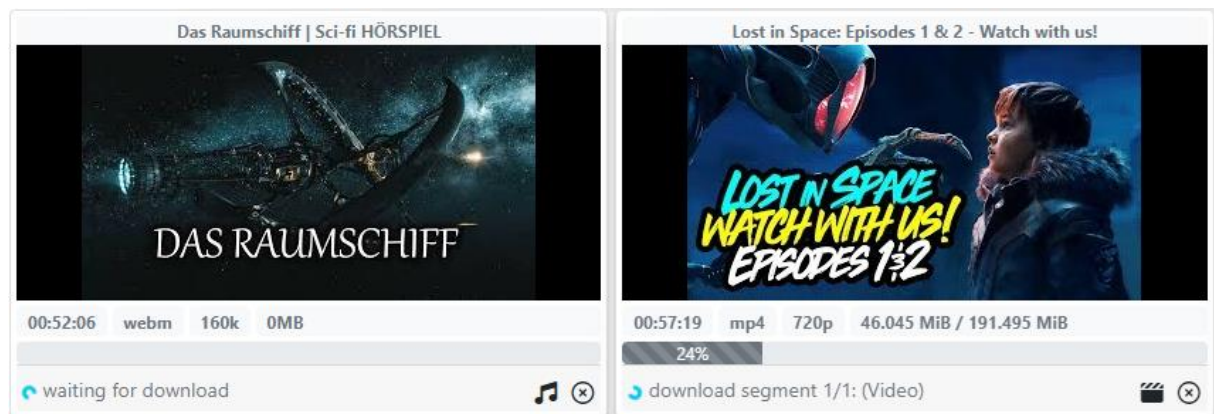 Das Raumschiff | Sci-fi HÖRSPIEL
DAS RAUMSCHIFF
00:52:06 webm 160k 0MB
waiting for download
Lost in Space: Episodes 1 & 2 - Watch with us!
LOST IN SPACE
WATCH WITH US!
EPISODES 1&2
00:57:19 mp4 720p 46.045 MiB / 191.495 MiB
24%
download segment 1/1: (Video)